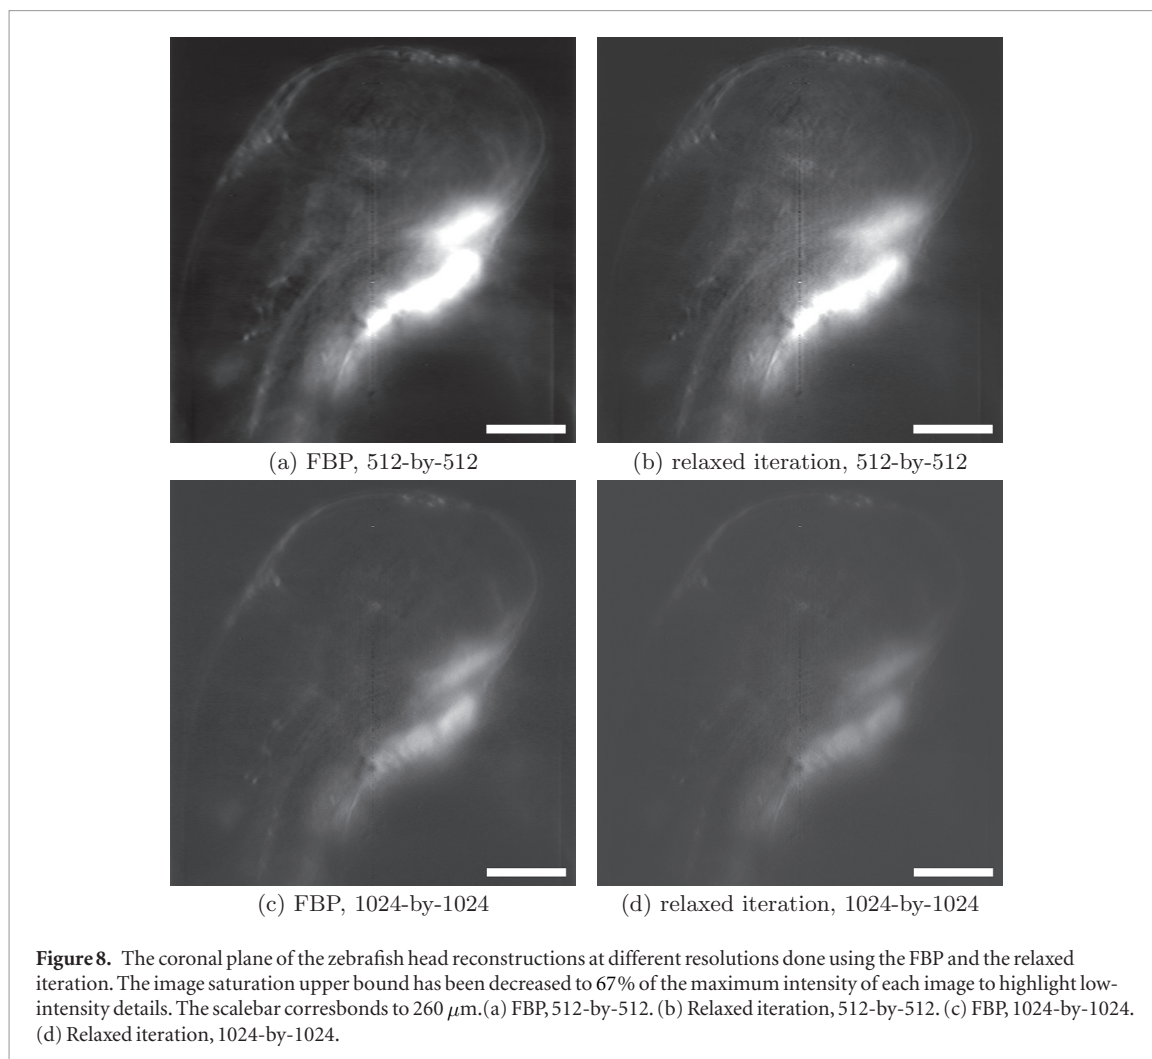 (a) FBP, 512-by-512
(b) relaxed iteration, 512-by-512
(c) FBP, 1024-by-1024
(d) relaxed iteration, 1024-by-1024
Figure 8. The coronal plane of the zebrafish head reconstructions at different resolutions done using the FBP and the relaxed
iteration. The image saturation upper bound has been decreased to 67% of the maximum intensity of each image to highlight low-
intensity details. The scalebar corresbonds to 260 μm.(a) FBP, 512-by-512. (b) Relaxed iteration, 512-by-512. (c) FBP, 1024-by-1024.
(d) Relaxed iteration, 1024-by-1024.